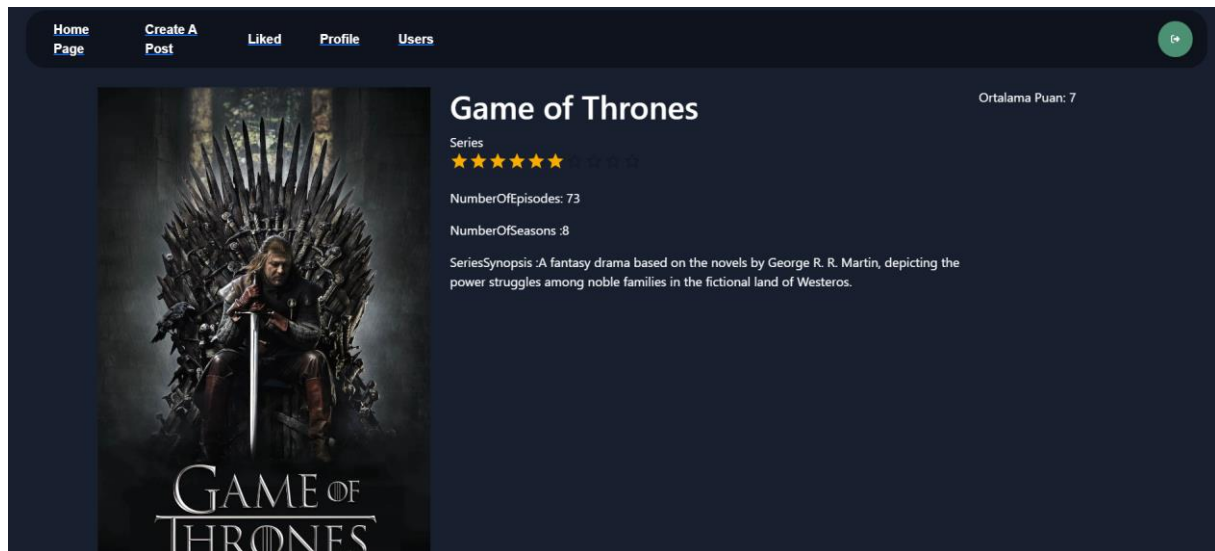 Home
Page
Create A
Post
Liked
Profile
Users
Game of Thrones
Ortalama Puan: 7
Series
NumberOfEpisodes: 73
NumberOfSeasons :8
SeriesSynopsis :A fantasy drama based on the novels by George R. R. Martin, depicting the
power struggles among noble families in the fictional land of Westeros.
GAME OF
THRONES